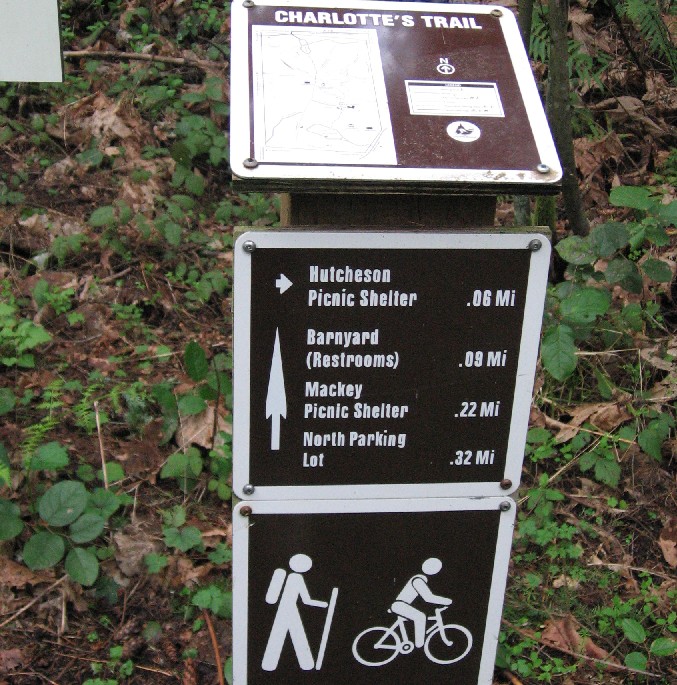 CHARLOTTE'S TRAIL
N
Hutcheson
Picnic Shelter .06 Mi
Barnyard
(Restrooms) .09 Mi
Mackey
Picnic Shelter .22 Mi
North Parking
Lot .32 Mi